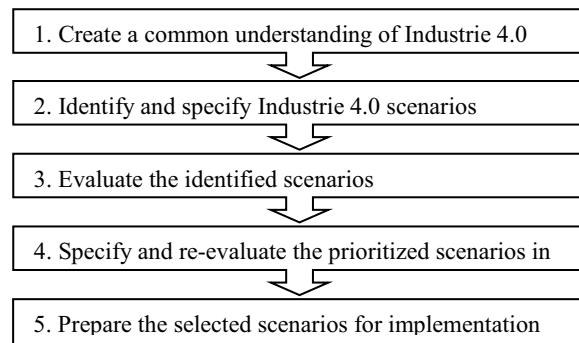 1. Create a common understanding of Industrie 4.0
2. Identify and specify Industrie 4.0 scenarios
3. Evaluate the identified scenarios
4. Specify and re-evaluate the prioritized scenarios in
5. Prepare the selected scenarios for implementation